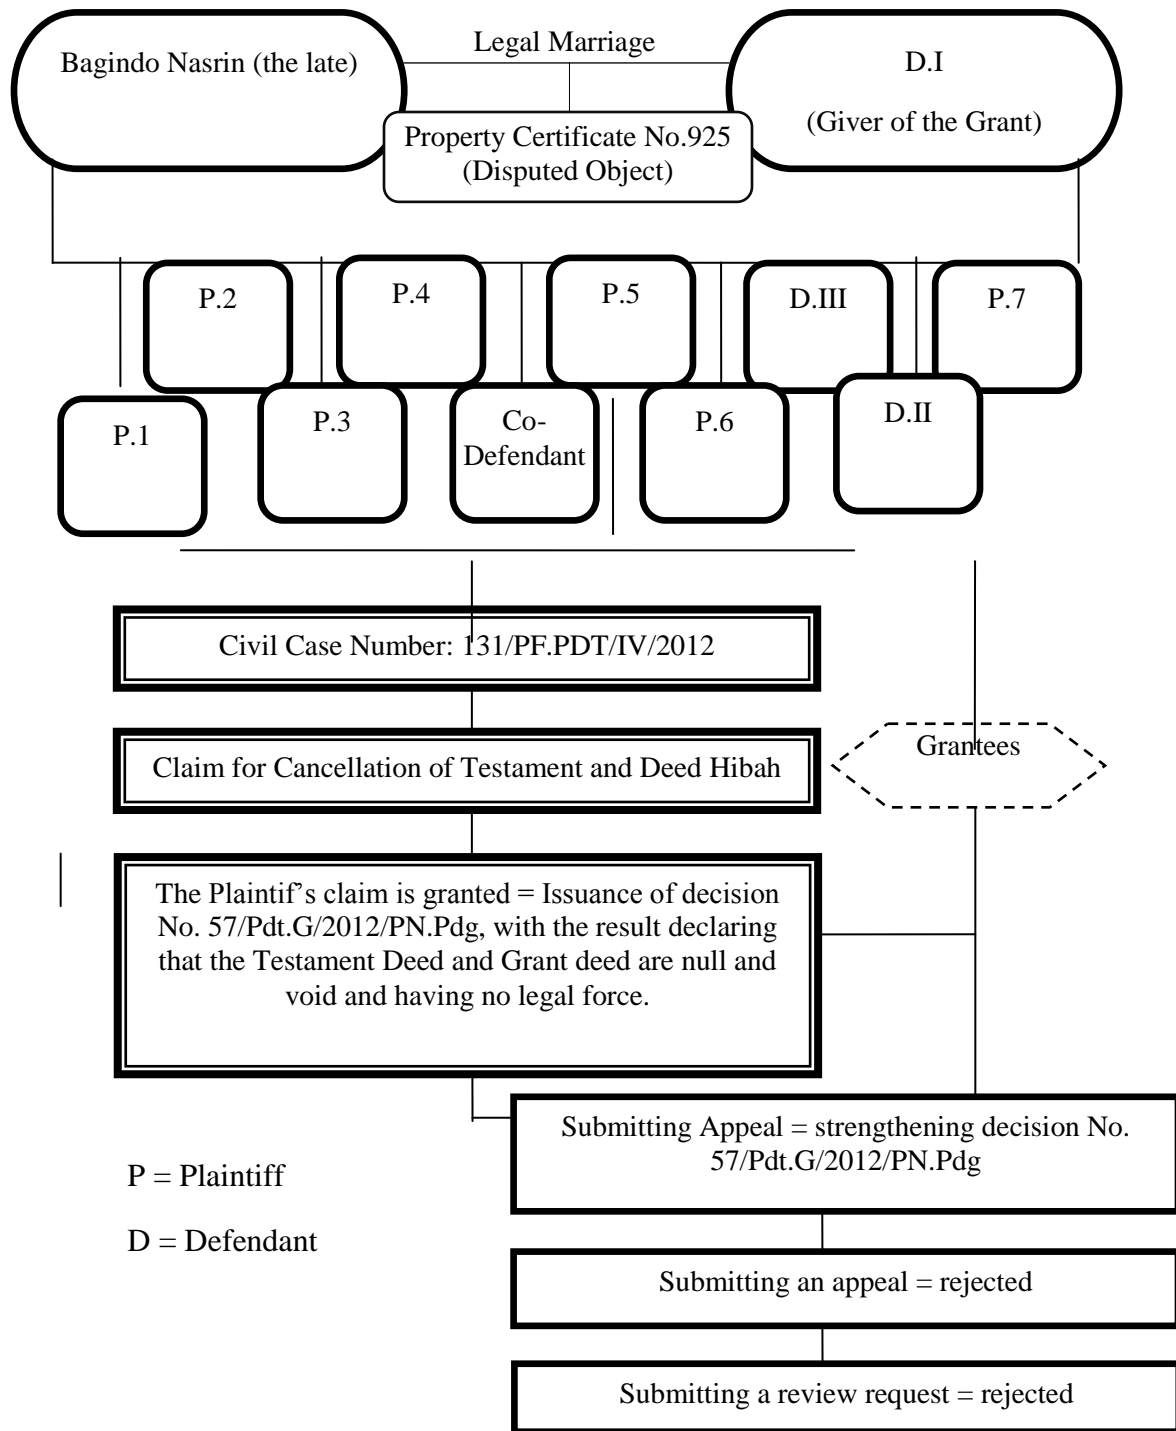 Legal Marriage
Bagindo Nasrin (the late)
D.I
(Giver of the Grant)
Property Certificate No.925
(Disputed Object)
P.2
P.4
P.5
D.III
P.7
P.1
P.3
Co-
Defendant
P.6
D.II
Civil Case Number: 131/PF.PDT/IV/2012
Claim for Cancellation of Testament and Deed Hibah
Grantees
The Plaintif’s claim is granted = Issuance of decision
No. 57/Pdt.G/2012/PN.Pdg, with the result declaring
that the Testament Deed and Grant deed are null and
void and having no legal force.
Submitting Appeal = strengthening decision No.
57/Pdt.G/2012/PN.Pdg
P = Plaintiff
D = Defendant
Submitting an appeal = rejected
Submitting a review request = rejected